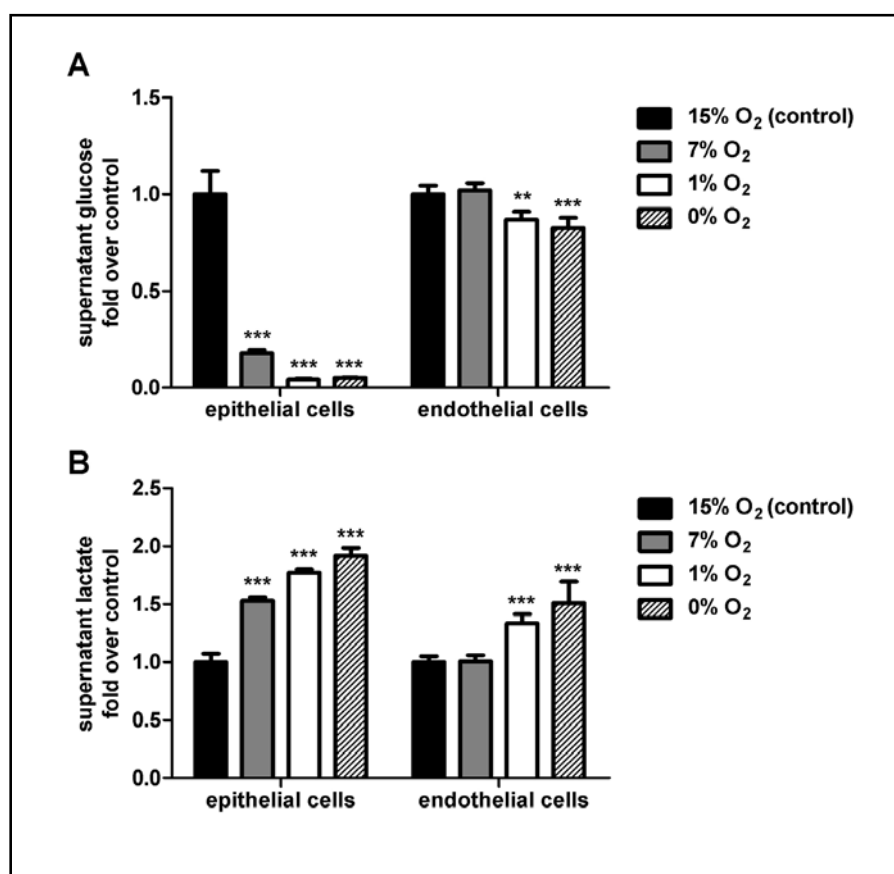 A
supernatant glucose
fold over control
1.5
1.0
0.5
0.0
***
***
***
**
***
epithelial cells
endothelial cells
15% O₂ (control)
7% O₂
1% O₂
0% O₂
B
supernatant lactate
fold over control
2.5
2.0
1.5
1.0
0.5
0.0
***
***
***
***
***
epithelial cells
endothelial cells
15% O₂ (control)
7% O₂
1% O₂
0% O₂